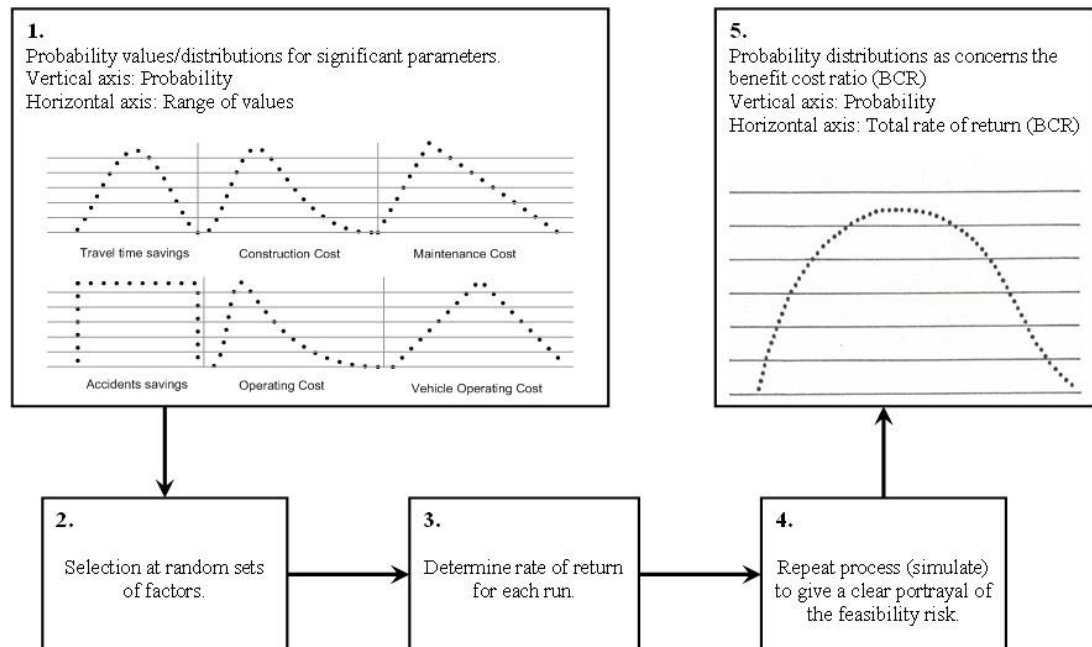 1.
Probability values/distributions for significant parameters.
Vertical axis: Probability
Horizontal axis: Range of values
Travel time savings
Construction Cost
Maintenance Cost
Accidents savings
Operating Cost
Vehicle Operating Cost
5.
Probability distributions as concerns the
benefit cost ratio (BCR)
Vertical axis: Probability
Horizontal axis: Total rate of return (BCR)
2.
Selection at random sets
of factors.
3.
Determine rate of return
for each run.
4.
Repeat process (simulate)
to give a clear portrayal of
the feasibility risk.